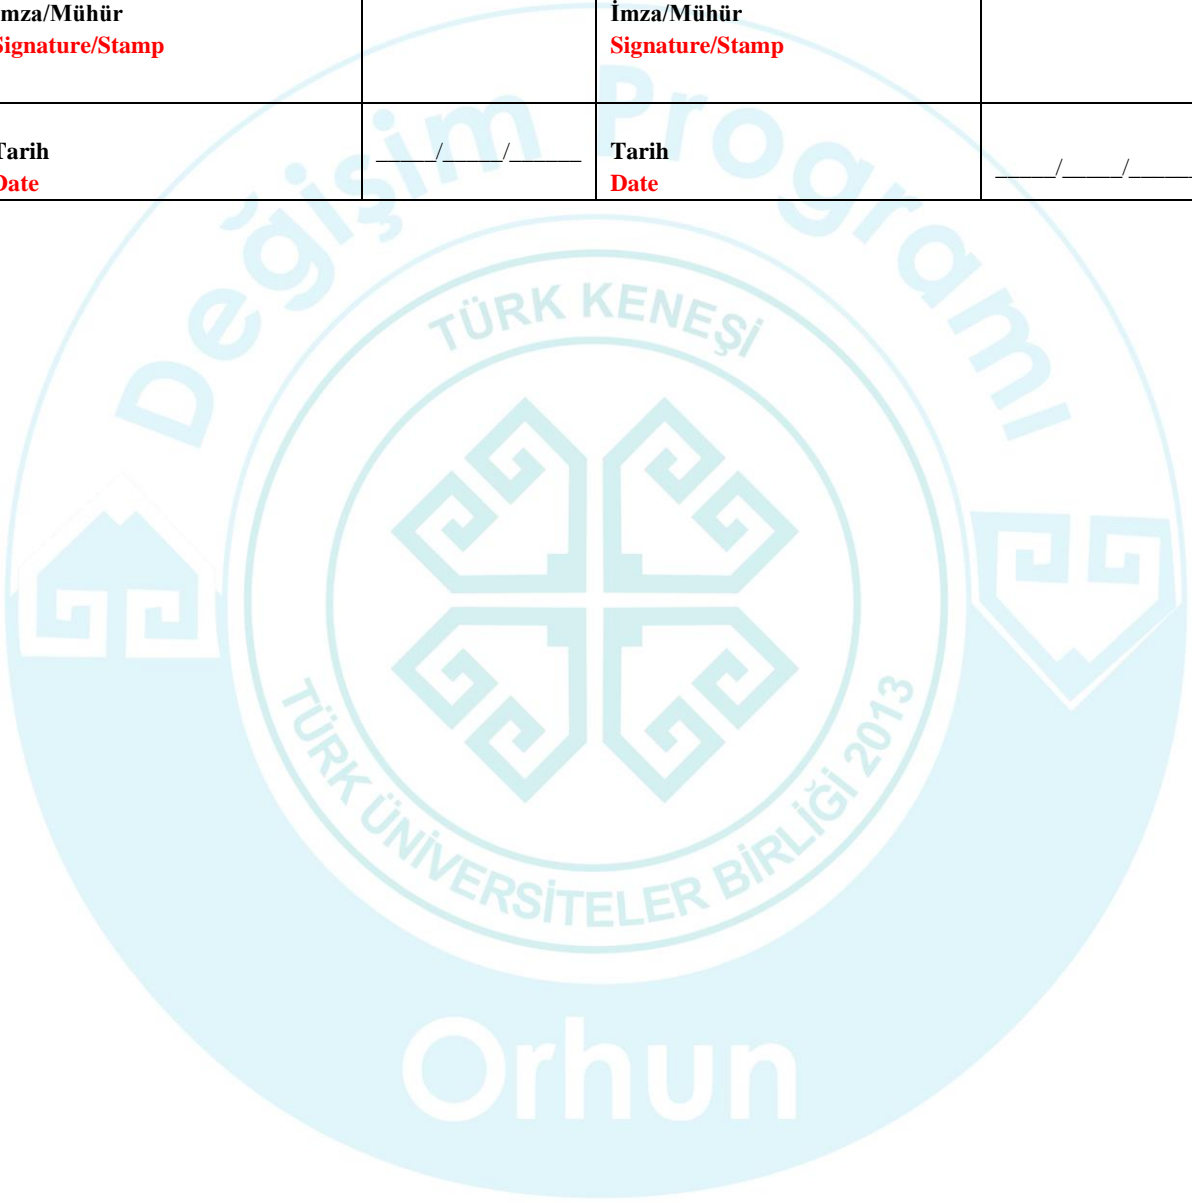 İmza/Mühür
Signature/Stamp
İmza/Mühür
Signature/Stamp
Tarih
Date
_____/_____/______
Tarih
Date
_____/_____/______
Değişim Programı
TÜRK KENEŞİ
TÜRK ÜNİVERSİTELER BİRLİĞİ 2013
Orhun